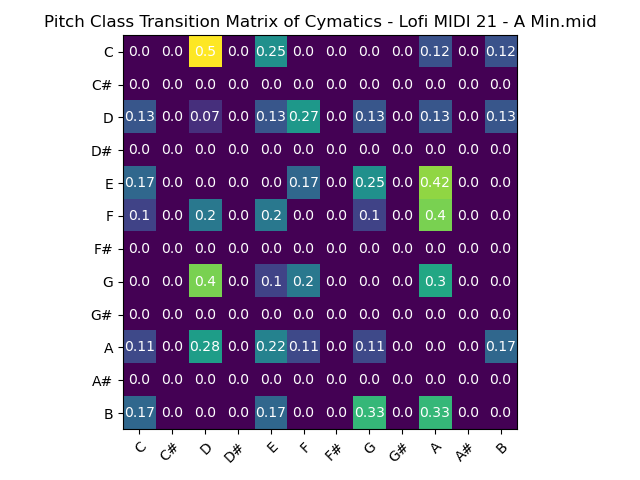 Pitch Class Transition Matrix of Cymatics - Lofi MIDI 21 - A Min.mid
C 0.0 0.0 0.5 0.0 0.25 0.0 0.0 0.0 0.0 0.12 0.0 0.12
C# 0.0 0.0 0.0 0.0 0.0 0.0 0.0 0.0 0.0 0.0 0.0 0.0
D 0.13 0.0 0.07 0.0 0.13 0.27 0.0 0.13 0.0 0.13 0.0 0.13
D# 0.0 0.0 0.0 0.0 0.0 0.0 0.0 0.0 0.0 0.0 0.0 0.0
E 0.17 0.0 0.0 0.0 0.0 0.17 0.0 0.25 0.0 0.42 0.0 0.0
F 0.1 0.0 0.2 0.0 0.2 0.0 0.0 0.1 0.0 0.4 0.0 0.0
F# 0.0 0.0 0.0 0.0 0.0 0.0 0.0 0.0 0.0 0.0 0.0 0.0
G 0.0 0.0 0.4 0.0 0.1 0.2 0.0 0.0 0.0 0.3 0.0 0.0
G# 0.0 0.0 0.0 0.0 0.0 0.0 0.0 0.0 0.0 0.0 0.0 0.0
A 0.11 0.0 0.28 0.0 0.22 0.11 0.0 0.11 0.0 0.0 0.0 0.17
A# 0.0 0.0 0.0 0.0 0.0 0.0 0.0 0.0 0.0 0.0 0.0 0.0
B 0.17 0.0 0.0 0.0 0.17 0.0 0.0 0.33 0.0 0.33 0.0 0.0
C C# D D# E F F# G G# A A# B